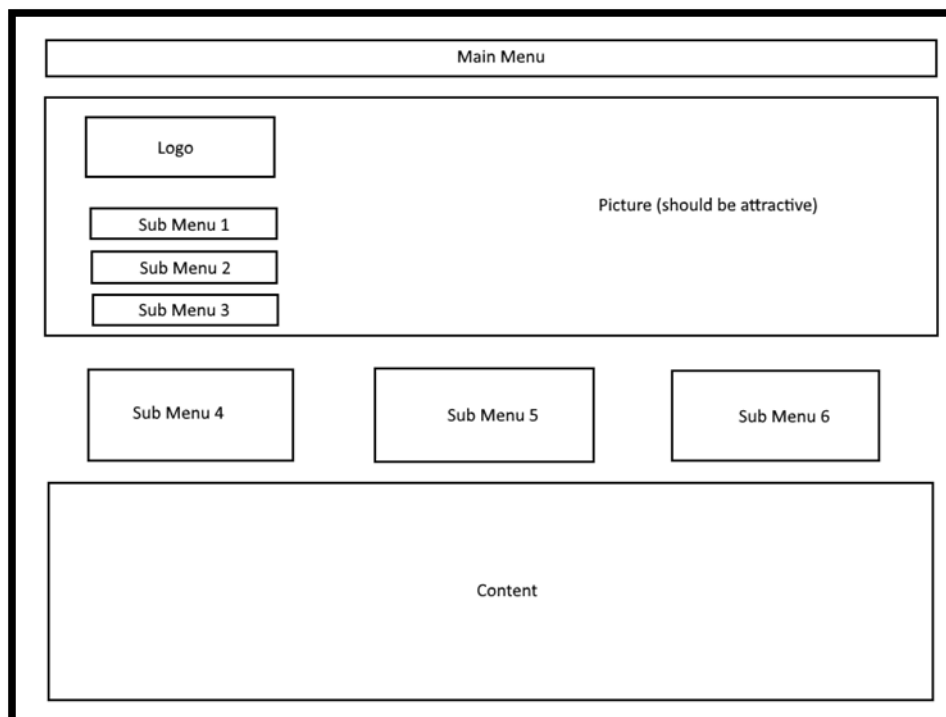 Main Menu
Logo
Picture (should be attractive)
Sub Menu 1
Sub Menu 2
Sub Menu 3
Sub Menu 4
Sub Menu 5
Sub Menu 6
Content